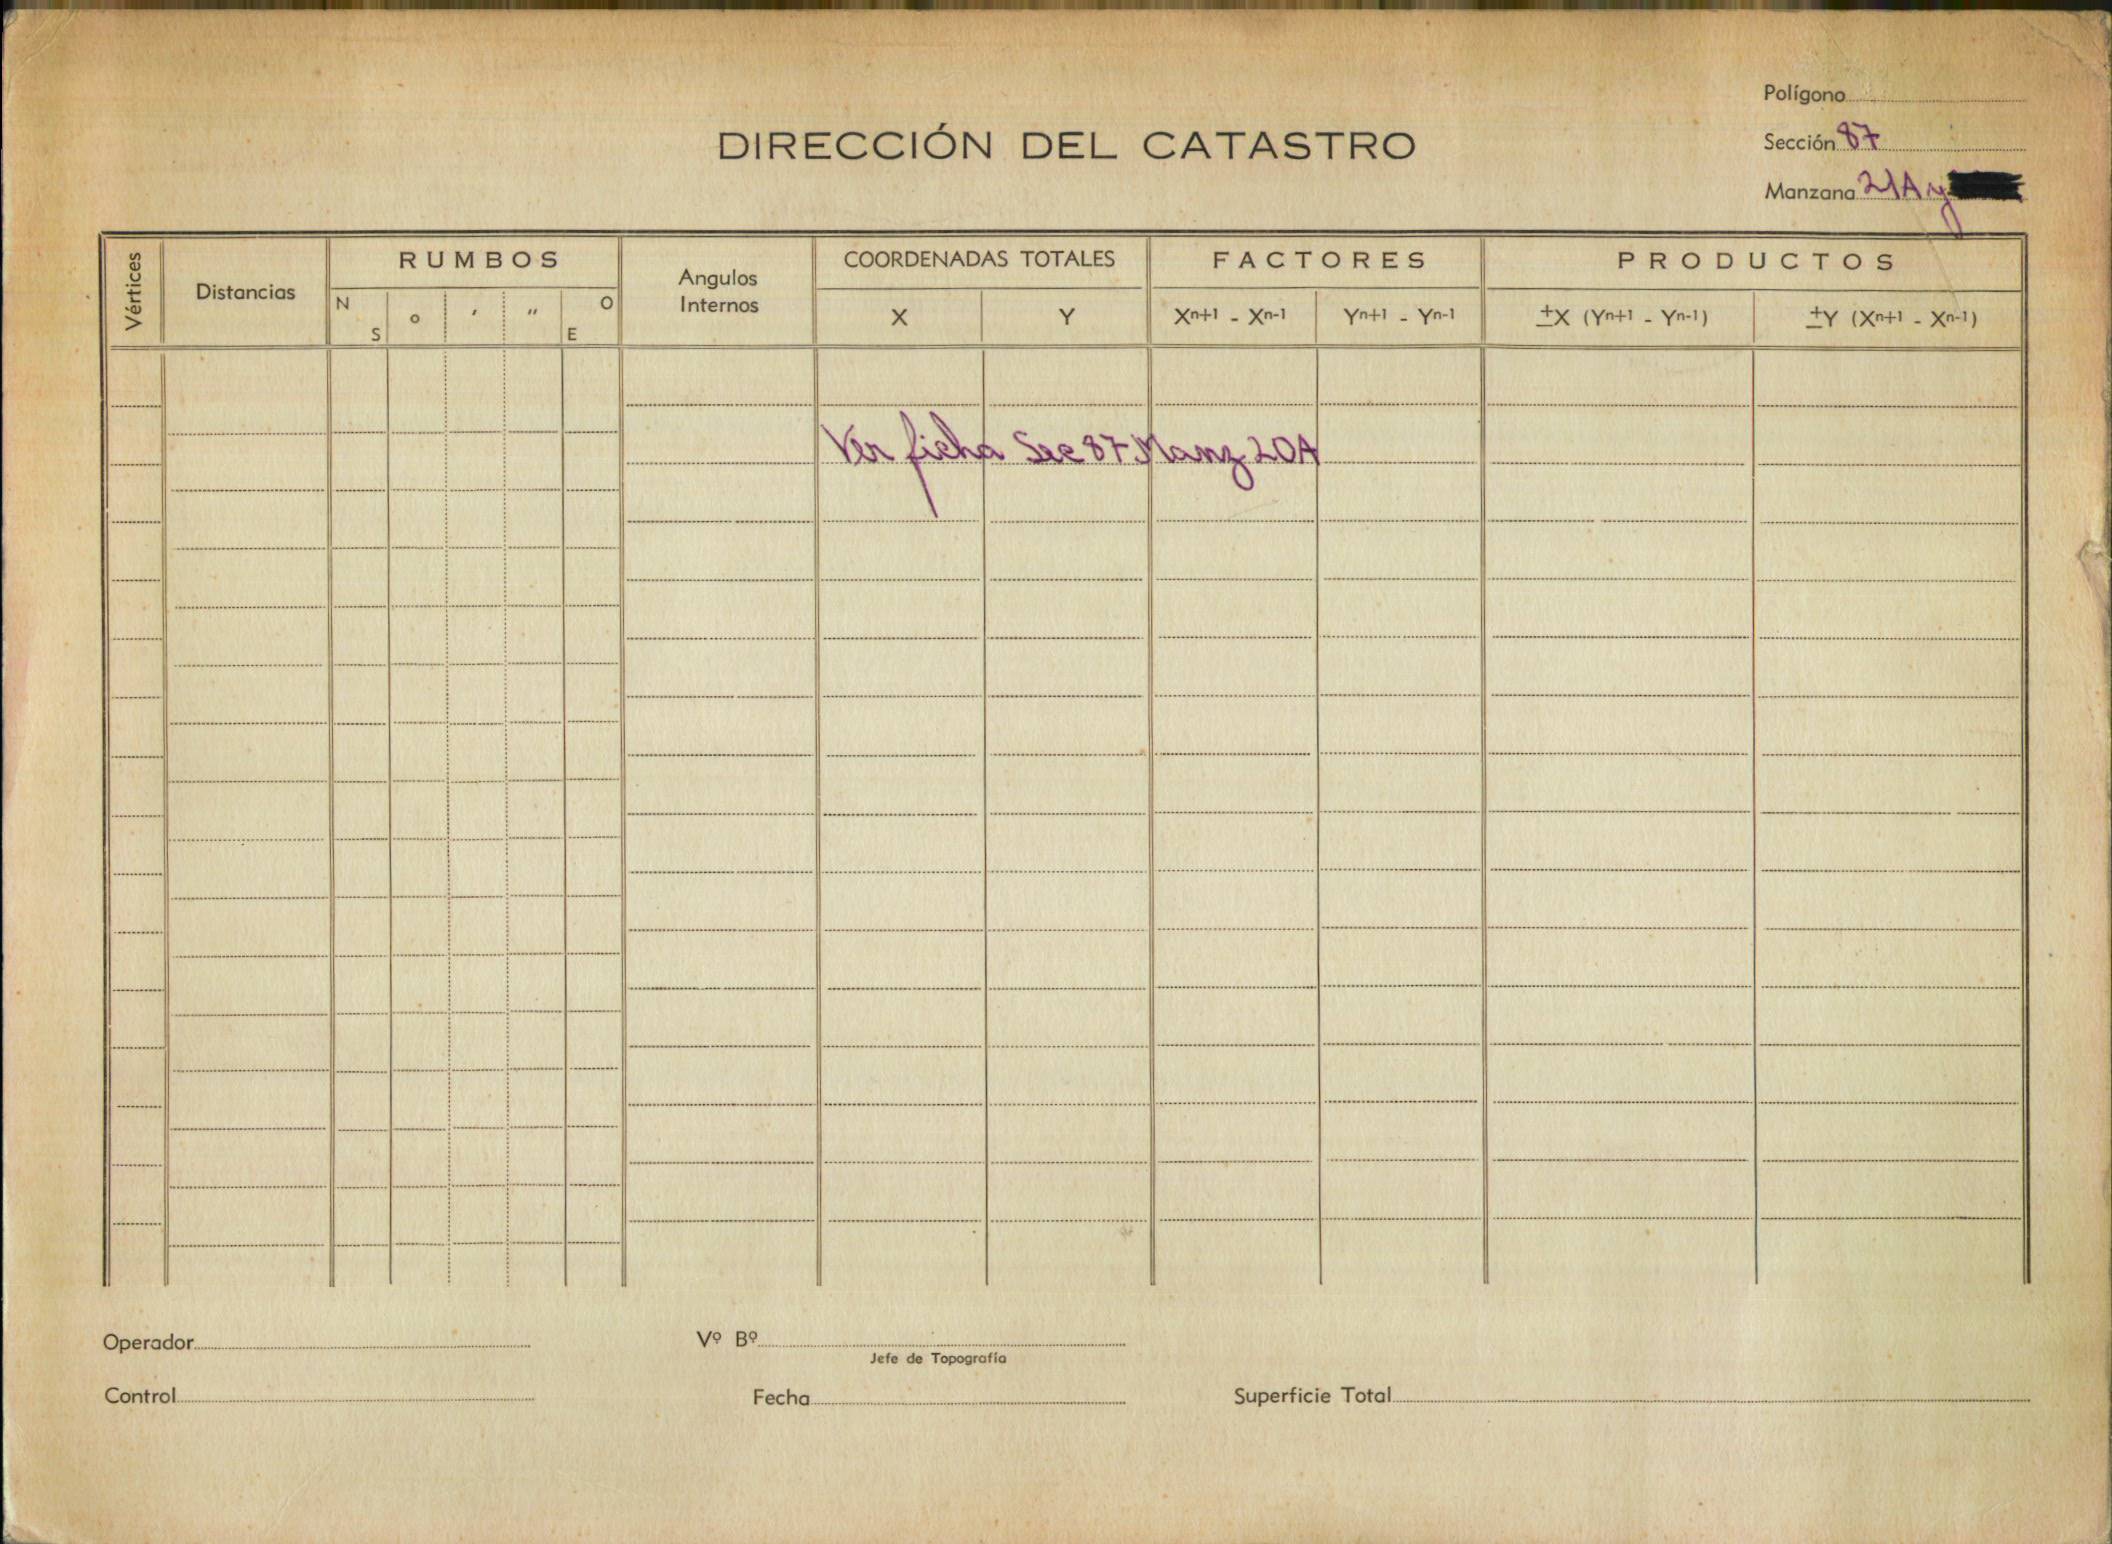 Polígono
DIRECCIÓN DEL CATASTRO
Sección 87
Manzana 21A y
Vértices
Distancias
RUMBOS
N S ° ′ ″ O E
Angulos Internos
COORDENADAS TOTALES
X Y
FACTORES
Xn+1 - Xn-1 Yn+1 - Yn-1
PRODUCTOS
±X (Yn+1 - Yn-1) ±Y (Xn+1 - Xn-1)
Ver ficha Sec 87 Manz 20A
Operador
Vº Bº
Jefe de Topografía
Control
Fecha
Superficie Total